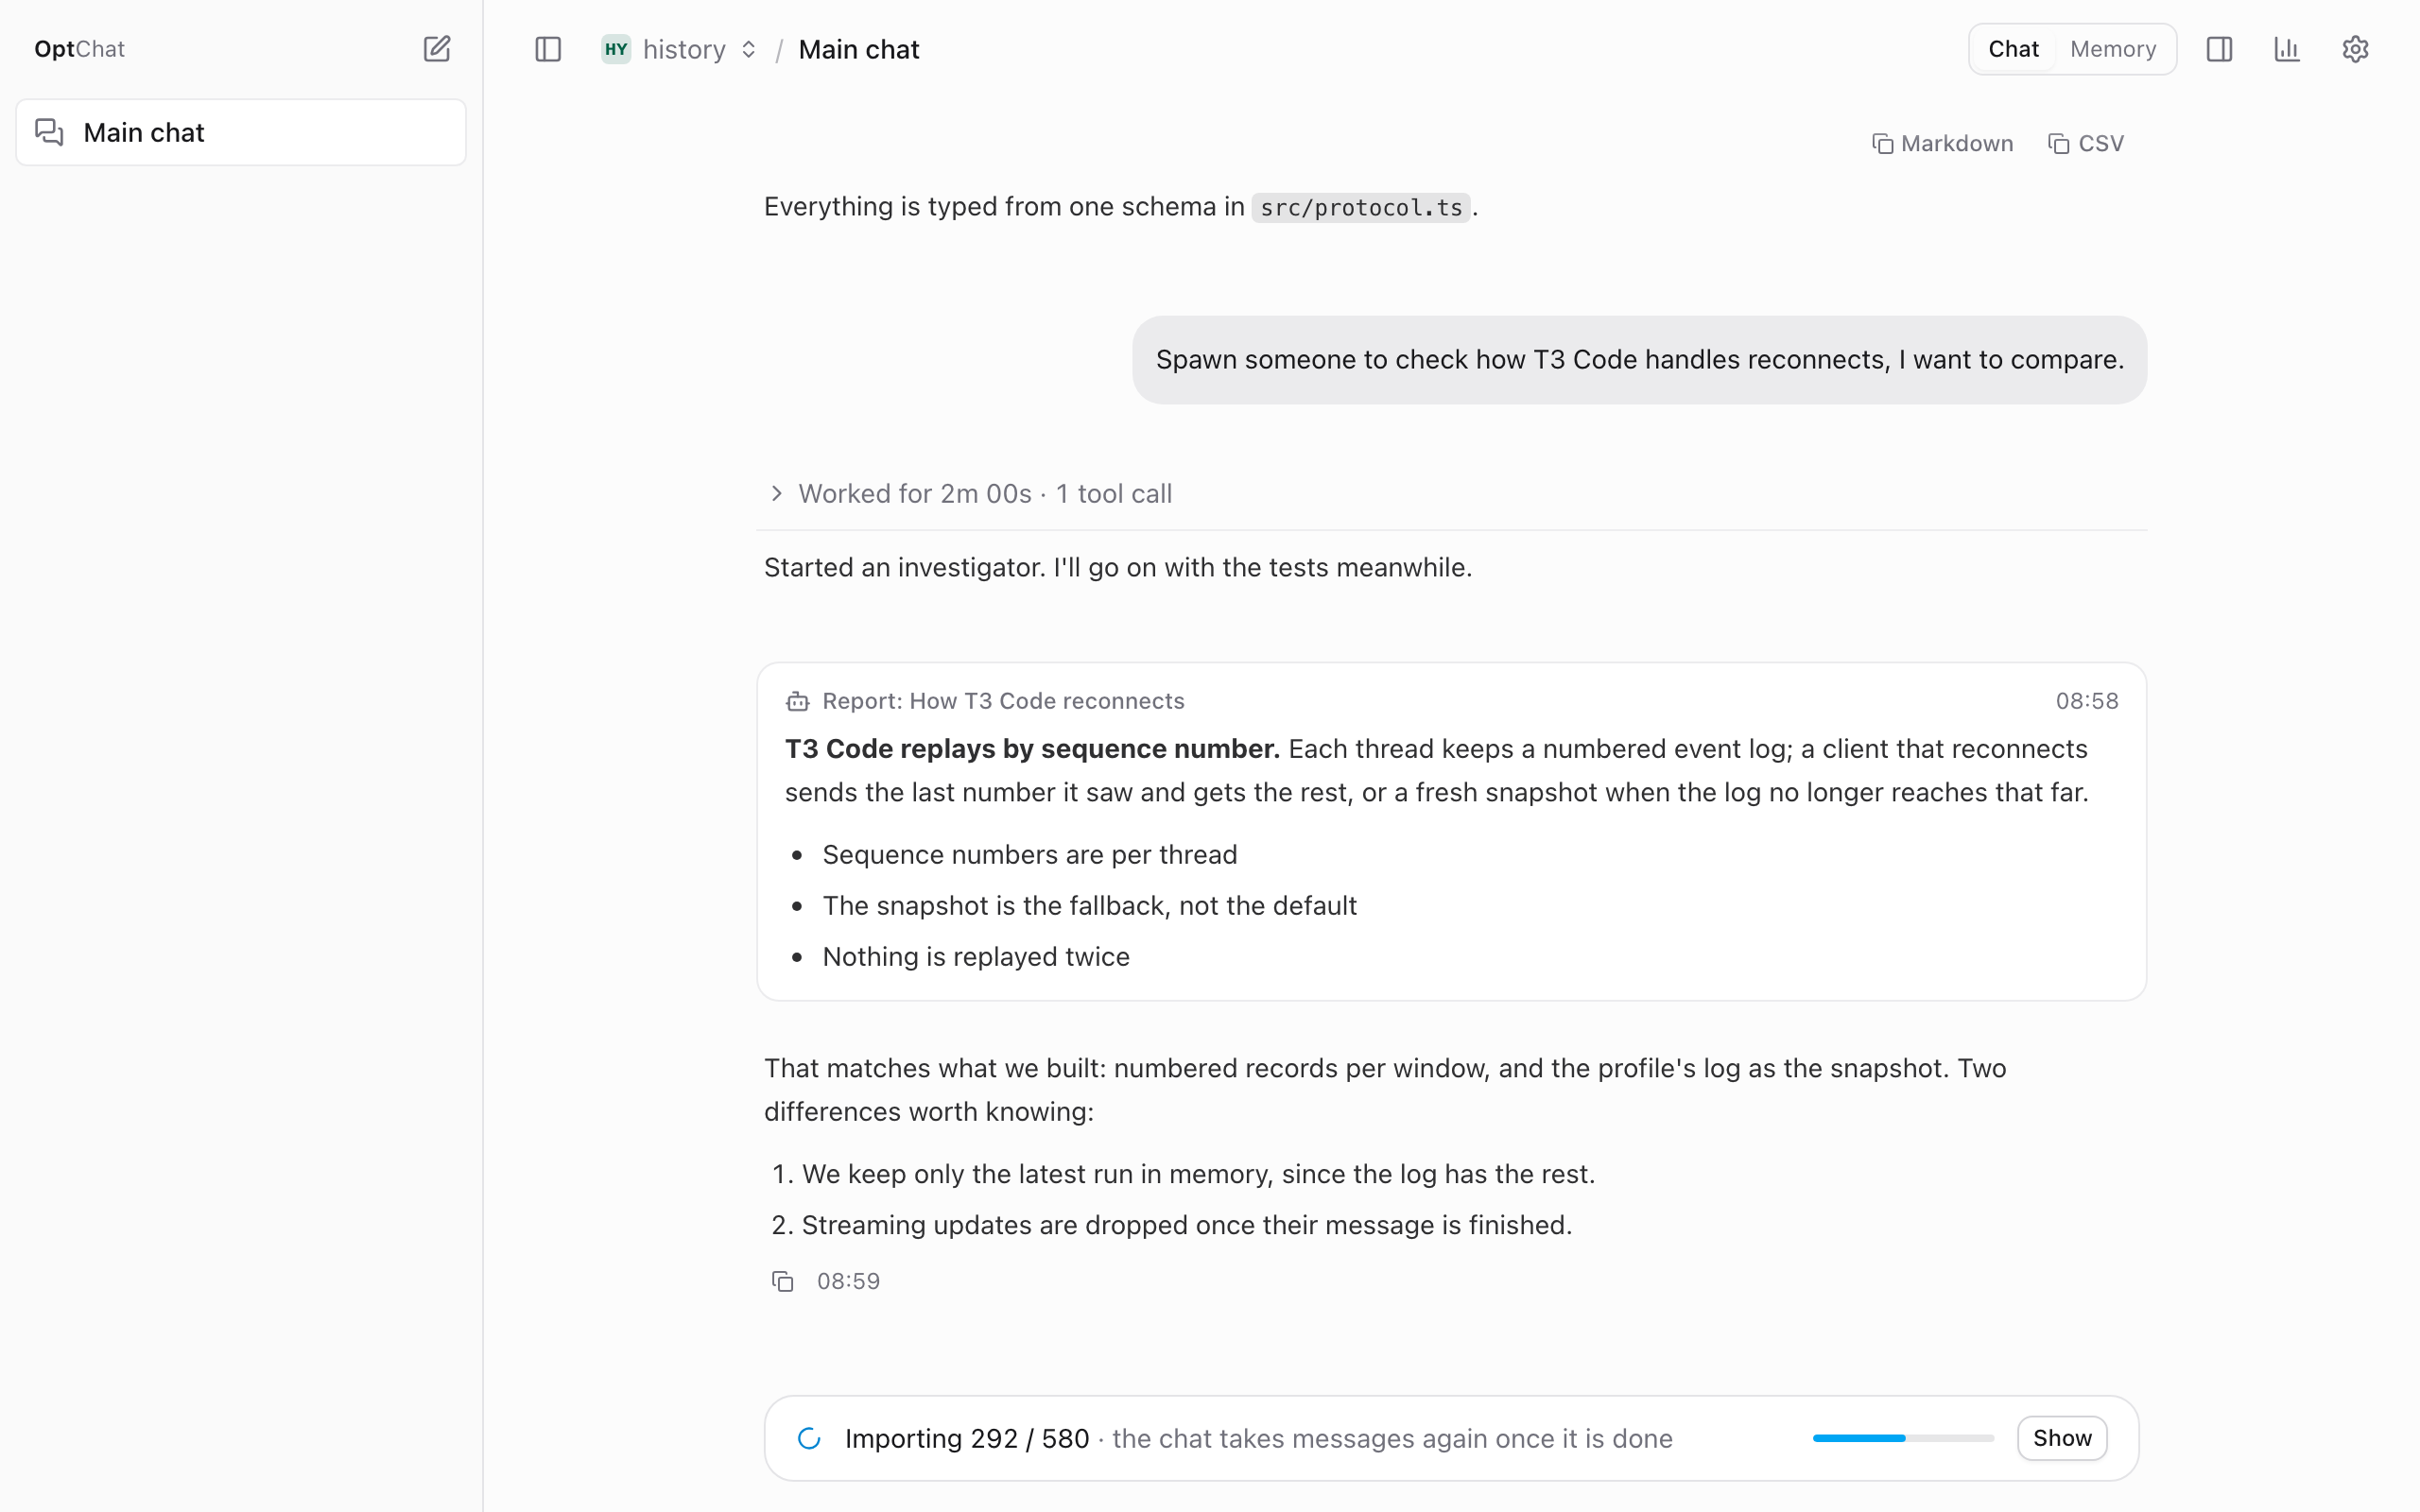 OptChat
HY history / Main chat
Chat Memory
Main chat
Markdown CSV
Everything is typed from one schema in src/protocol.ts.
Spawn someone to check how T3 Code handles reconnects, I want to compare.
Worked for 2m 00s · 1 tool call
Started an investigator. I'll go on with the tests meanwhile.
Report: How T3 Code reconnects 08:58
T3 Code replays by sequence number. Each thread keeps a numbered event log; a client that reconnects
sends the last number it saw and gets the rest, or a fresh snapshot when the log no longer reaches that far.
• Sequence numbers are per thread
• The snapshot is the fallback, not the default
• Nothing is replayed twice
That matches what we built: numbered records per window, and the profile's log as the snapshot. Two
differences worth knowing:
1. We keep only the latest run in memory, since the log has the rest.
2. Streaming updates are dropped once their message is finished.
08:59
Importing 292 / 580 · the chat takes messages again once it is done Show